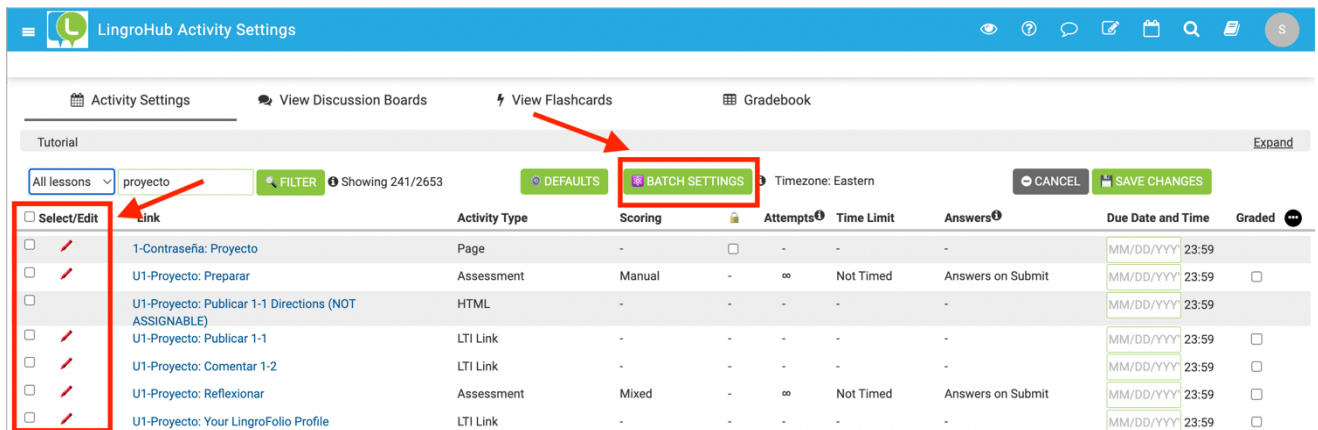 L LingroHub Activity Settings S
Activity Settings View Discussion Boards View Flashcards Gradebook
Tutorial Expand
All lessons proyecto FILTER Showing 241/2653 DEFAULTS BATCH SETTINGS Timezone: Eastern CANCEL SAVE CHANGES
Select/Edit Link Activity Type Scoring Attempts Time Limit Answers Due Date and Time Graded
1-Contraseña: Proyecto Page - - - - MM/DD/YYY 23:59
U1-Proyecto: Preparar Assessment Manual - ∞ Not Timed Answers on Submit MM/DD/YYY 23:59
U1-Proyecto: Publicar 1-1 Directions (NOT HTML - - - - - MM/DD/YYY 23:59
ASSIGNABLE)
U1-Proyecto: Publicar 1-1 LTI Link - - - - - MM/DD/YYY 23:59
U1-Proyecto: Comentar 1-2 LTI Link - - - - - MM/DD/YYY 23:59
U1-Proyecto: Reflexionar Assessment Mixed - ∞ Not Timed Answers on Submit MM/DD/YYY 23:59
U1-Proyecto: Your LingroFolio Profile LTI Link - - - - - MM/DD/YYY 23:59